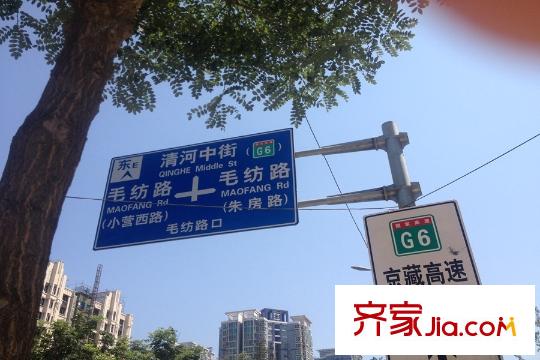 东E
清河中街
QINGHE Middle St
(G6)
毛纺路
MAOFANG Rd
(小营西路)
毛纺路
MAOFANG Rd
(朱房路)
毛纺路口
G6
京藏高速
齐家Jia.com